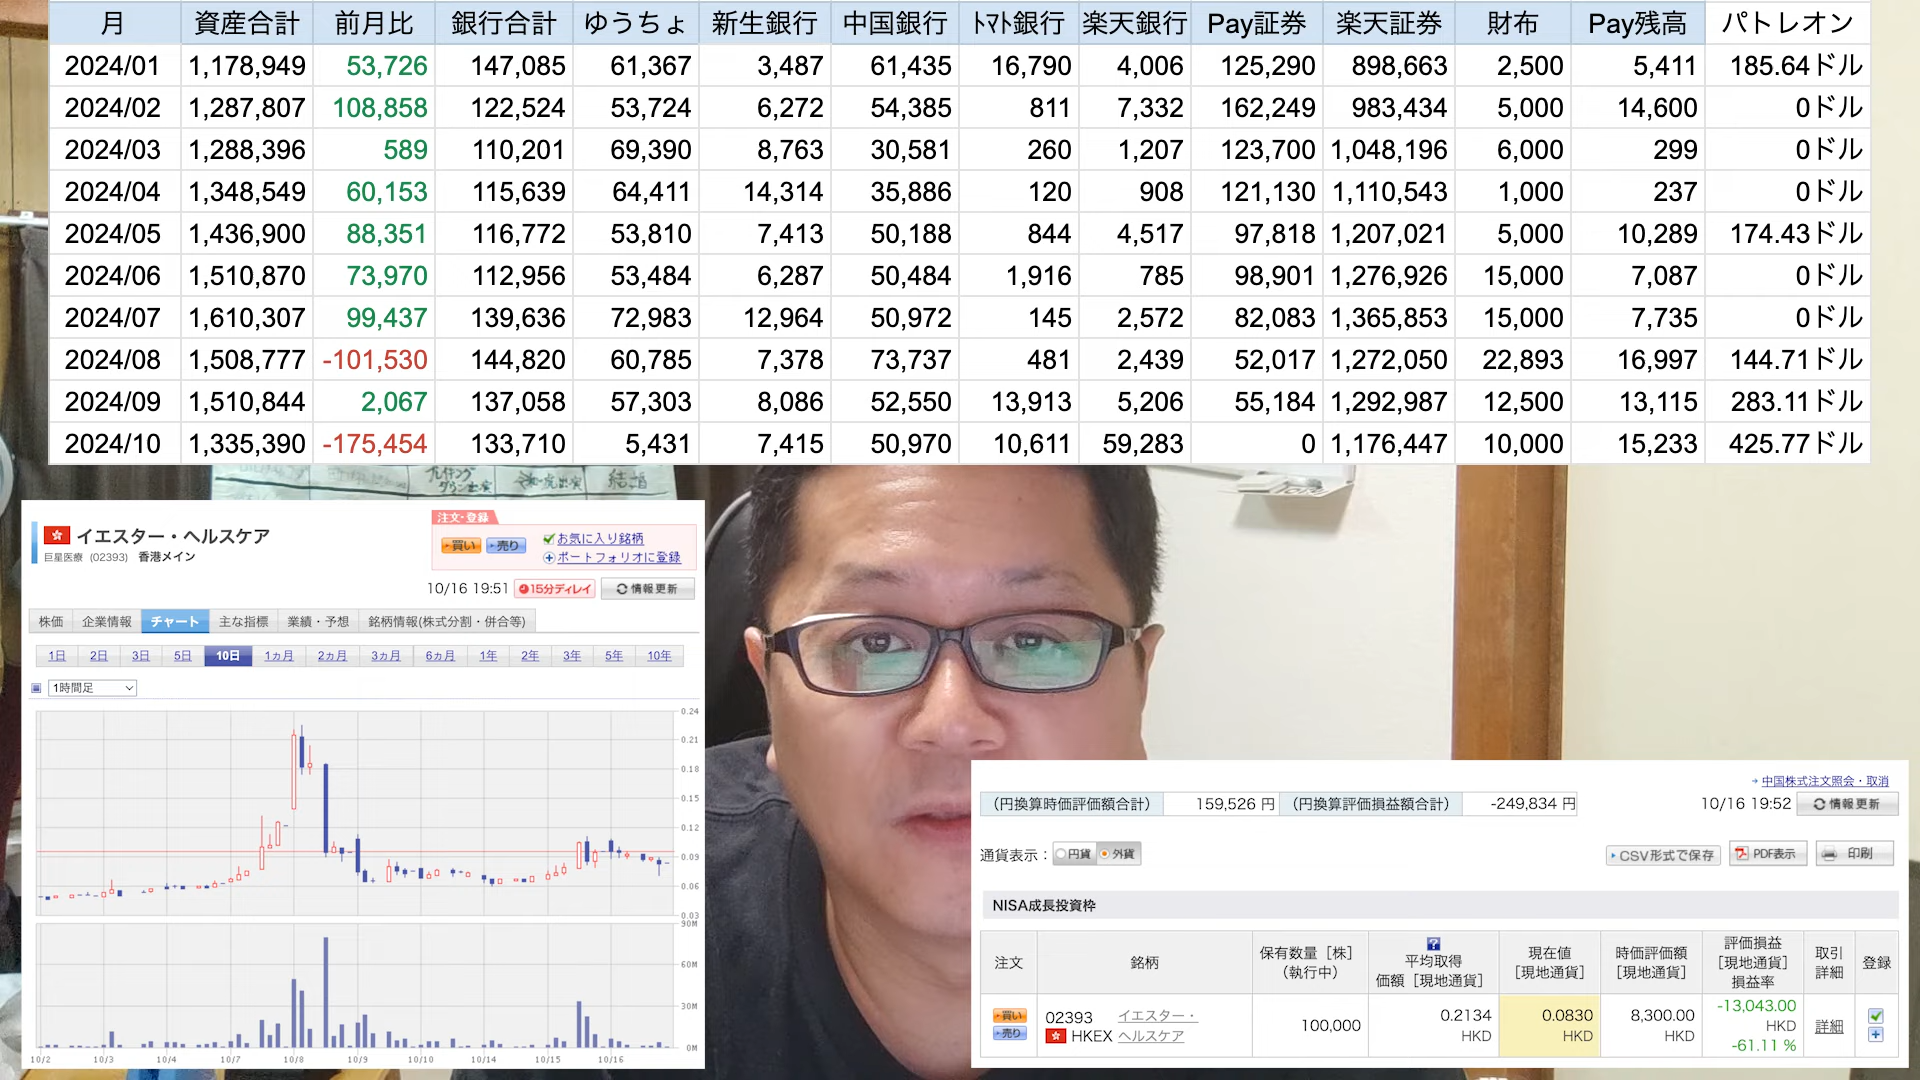 月 資産合計 前月比 銀行合計 ゆうちょ 新生銀行 中国銀行 ﾄﾏﾄ銀行 楽天銀行 Pay証券 楽天証券 財布 Pay残高 パトレオン
2024/01 1,178,949 53,726 147,085 61,367 3,487 61,435 16,790 4,006 125,290 898,663 2,500 5,411 185.64ドル
2024/02 1,287,807 108,858 122,524 53,724 6,272 54,385 811 7,332 162,249 983,434 5,000 14,600 0ドル
2024/03 1,288,396 589 110,201 69,390 8,763 30,581 260 1,207 123,700 1,048,196 6,000 299 0ドル
2024/04 1,348,549 60,153 115,639 64,411 14,314 35,886 120 908 121,130 1,110,543 1,000 237 0ドル
2024/05 1,436,900 88,351 116,772 53,810 7,413 50,188 844 4,517 97,818 1,207,021 5,000 10,289 174.43ドル
2024/06 1,510,870 73,970 112,956 53,484 6,287 50,484 1,916 785 98,901 1,276,926 15,000 7,087 0ドル
2024/07 1,610,307 99,437 139,636 72,983 12,964 50,972 145 2,572 82,083 1,365,853 15,000 7,735 0ドル
2024/08 1,508,777 -101,530 144,820 60,785 7,378 73,737 481 2,439 52,017 1,272,050 22,893 16,997 144.71ドル
2024/09 1,510,844 2,067 137,058 57,303 8,086 52,550 13,913 5,206 55,184 1,292,987 12,500 13,115 283.11ドル
2024/10 1,335,390 -175,454 133,710 5,431 7,415 50,970 10,611 59,283 0 1,176,447 10,000 15,233 425.77ドル
結婚
イエスター・ヘルスケア
巨星医療 (02393) 香港メイン
注文・登録
買い 売り お気に入り銘柄
ポートフォリオに登録
10/16 19:51 15分ディレイ 情報更新
株価 企業情報 チャート 主な指標 業績・予想 銘柄情報(株式分割・併合等)
1日 2日 3日 5日 10日 1カ月 2カ月 3カ月 6カ月 1年 2年 3年 5年 10年
1時間足
0.24
0.21
0.18
0.15
0.12
0.09
0.06
0.03
90M
60M
30M
0M
10/2 10/3 10/4 10/7 10/8 10/9 10/10 10/14 10/15 10/16
中国株式注文照会・取消
（円換算時価評価額合計） 159,526 円 （円換算評価損益額合計） -249,834 円 10/16 19:52 情報更新
通貨表示： 円貨 外貨 CSV形式で保存 PDF表示 印刷
NISA成長投資枠
注文 銘柄 保有数量［株］（執行中） ? 平均取得価額［現地通貨］ 現在値［現地通貨］ 時価評価額［現地通貨］ 評価損益［現地通貨］損益率 取引詳細 登録
買い 売り 02393 HKEX イエスター・ヘルスケア 100,000 0.2134 HKD 0.0830 HKD 8,300.00 HKD -13,043.00 HKD -61.11 % 詳細